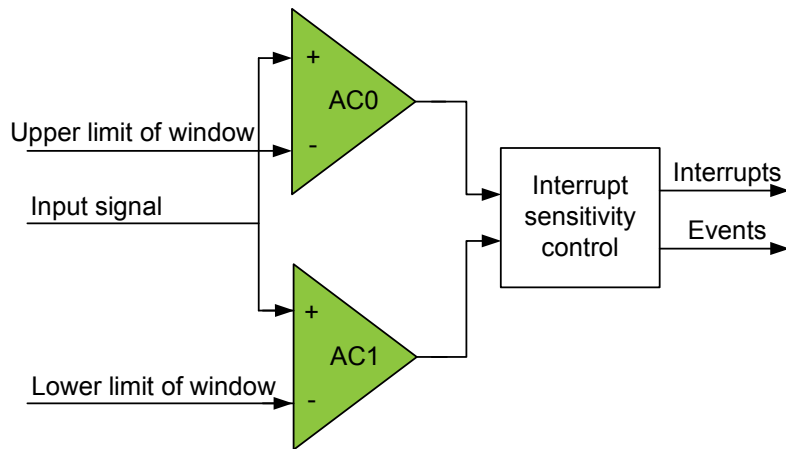 +
AC0
-
Upper limit of window
Input signal
Interrupt
sensitivity
control
Interrupts
Events
+
AC1
-
Lower limit of window